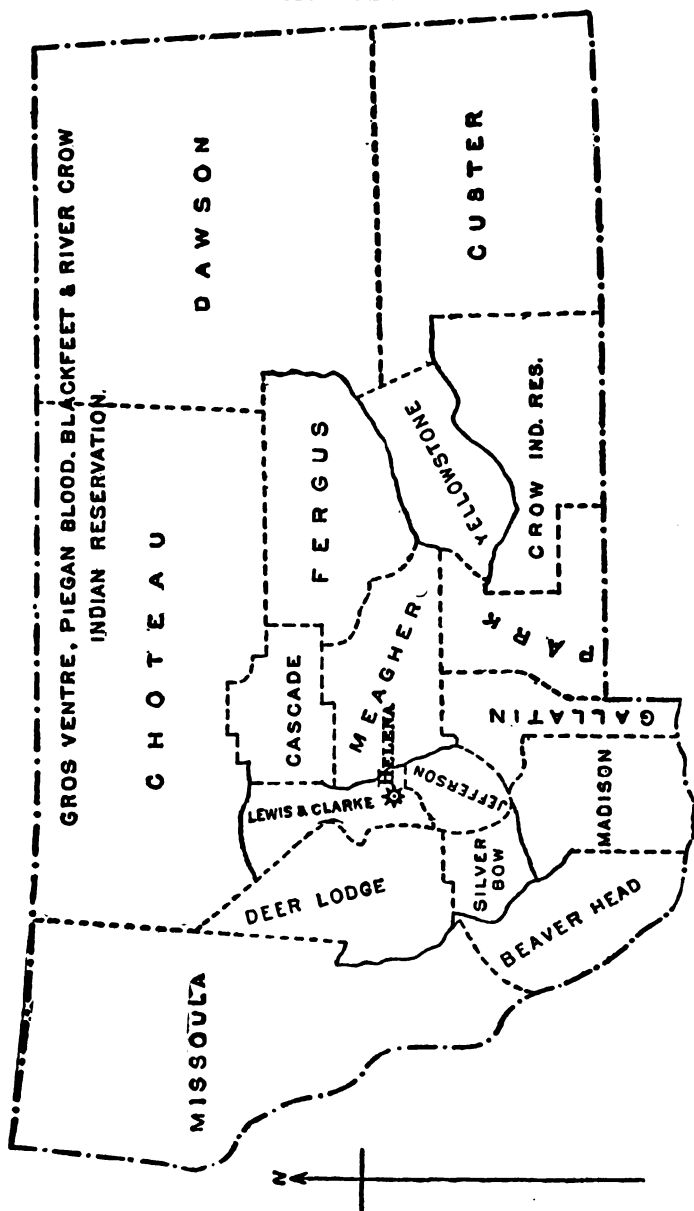 GROS VENTRE, PIEGAN BLOOD. BLACKFEET & RIVER CROW
INDIAN RESERVATION.
MISSOULA
CHOTEAU
DAWSON
DEER LODGE
LEWIS & CLARKE
CASCADE
FERGUS
HELENA
MEAGHER
JEFFERSON
SILVER
BOW
BEAVER HEAD
MADISON
GALLATIN
PARK
YELLOWSTONE
CROW IND. RES.
CUSTER
N